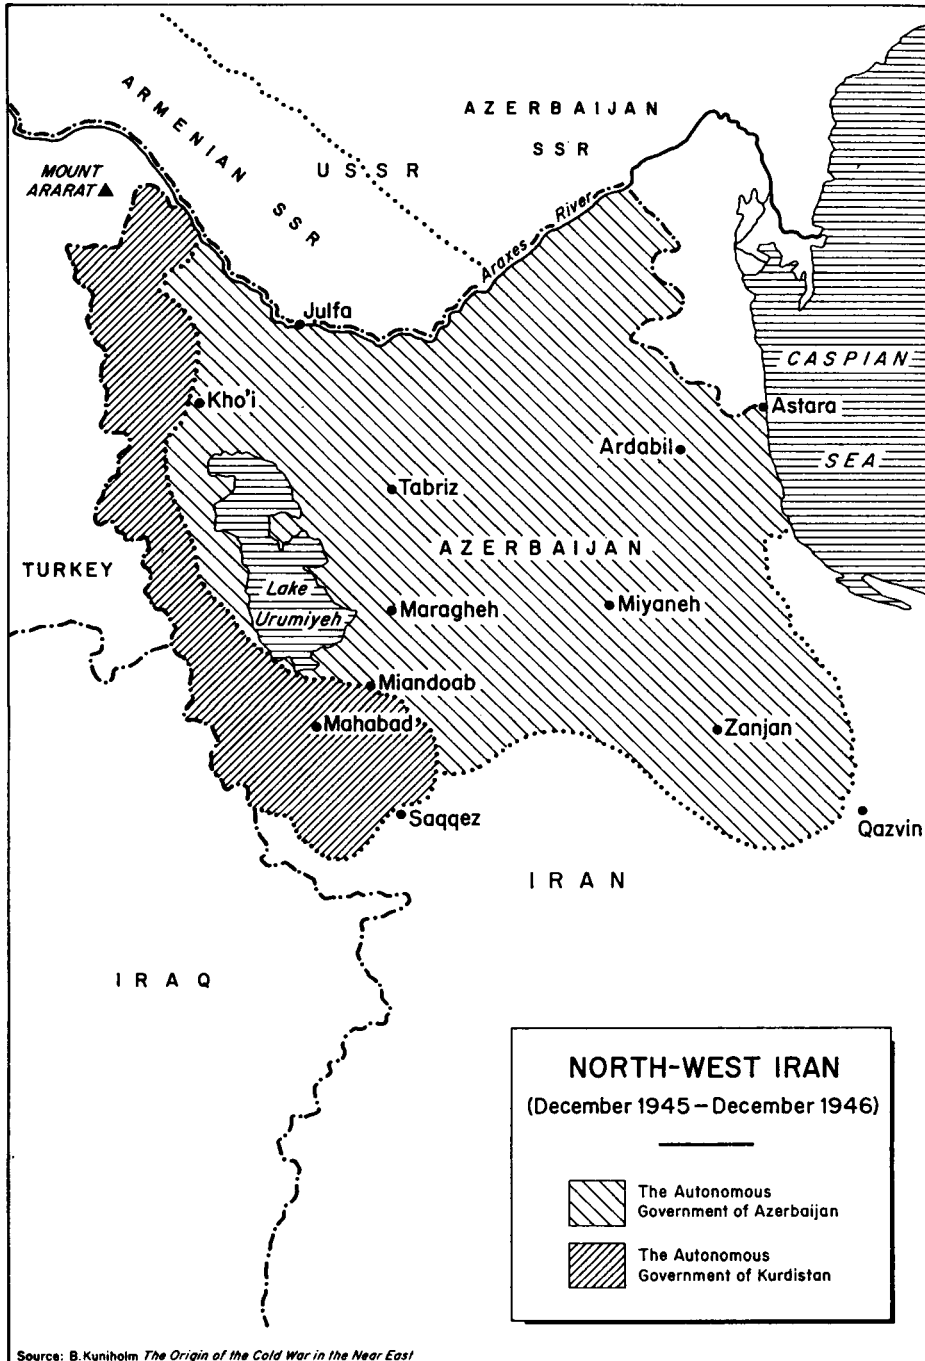 ARMENIAN SSR
AZERBAIJAN
SSR
USSR
MOUNT
ARARAT
Araxes River
Julfa
CASPIAN
SEA
Kho'i
Astara
Ardabil
Tabriz
AZERBAIJAN
TURKEY
Lake
Urumiyeh
Maragheh
Miyaneh
Miandoab
Mahabad
Zanjan
Saqqez
Qazvin
IRAN
IRAQ
NORTH-WEST IRAN
(December 1945 – December 1946)
The Autonomous
Government of Azerbaijan
The Autonomous
Government of Kurdistan
Source: B. Kuniholm The Origin of the Cold War in the Near East